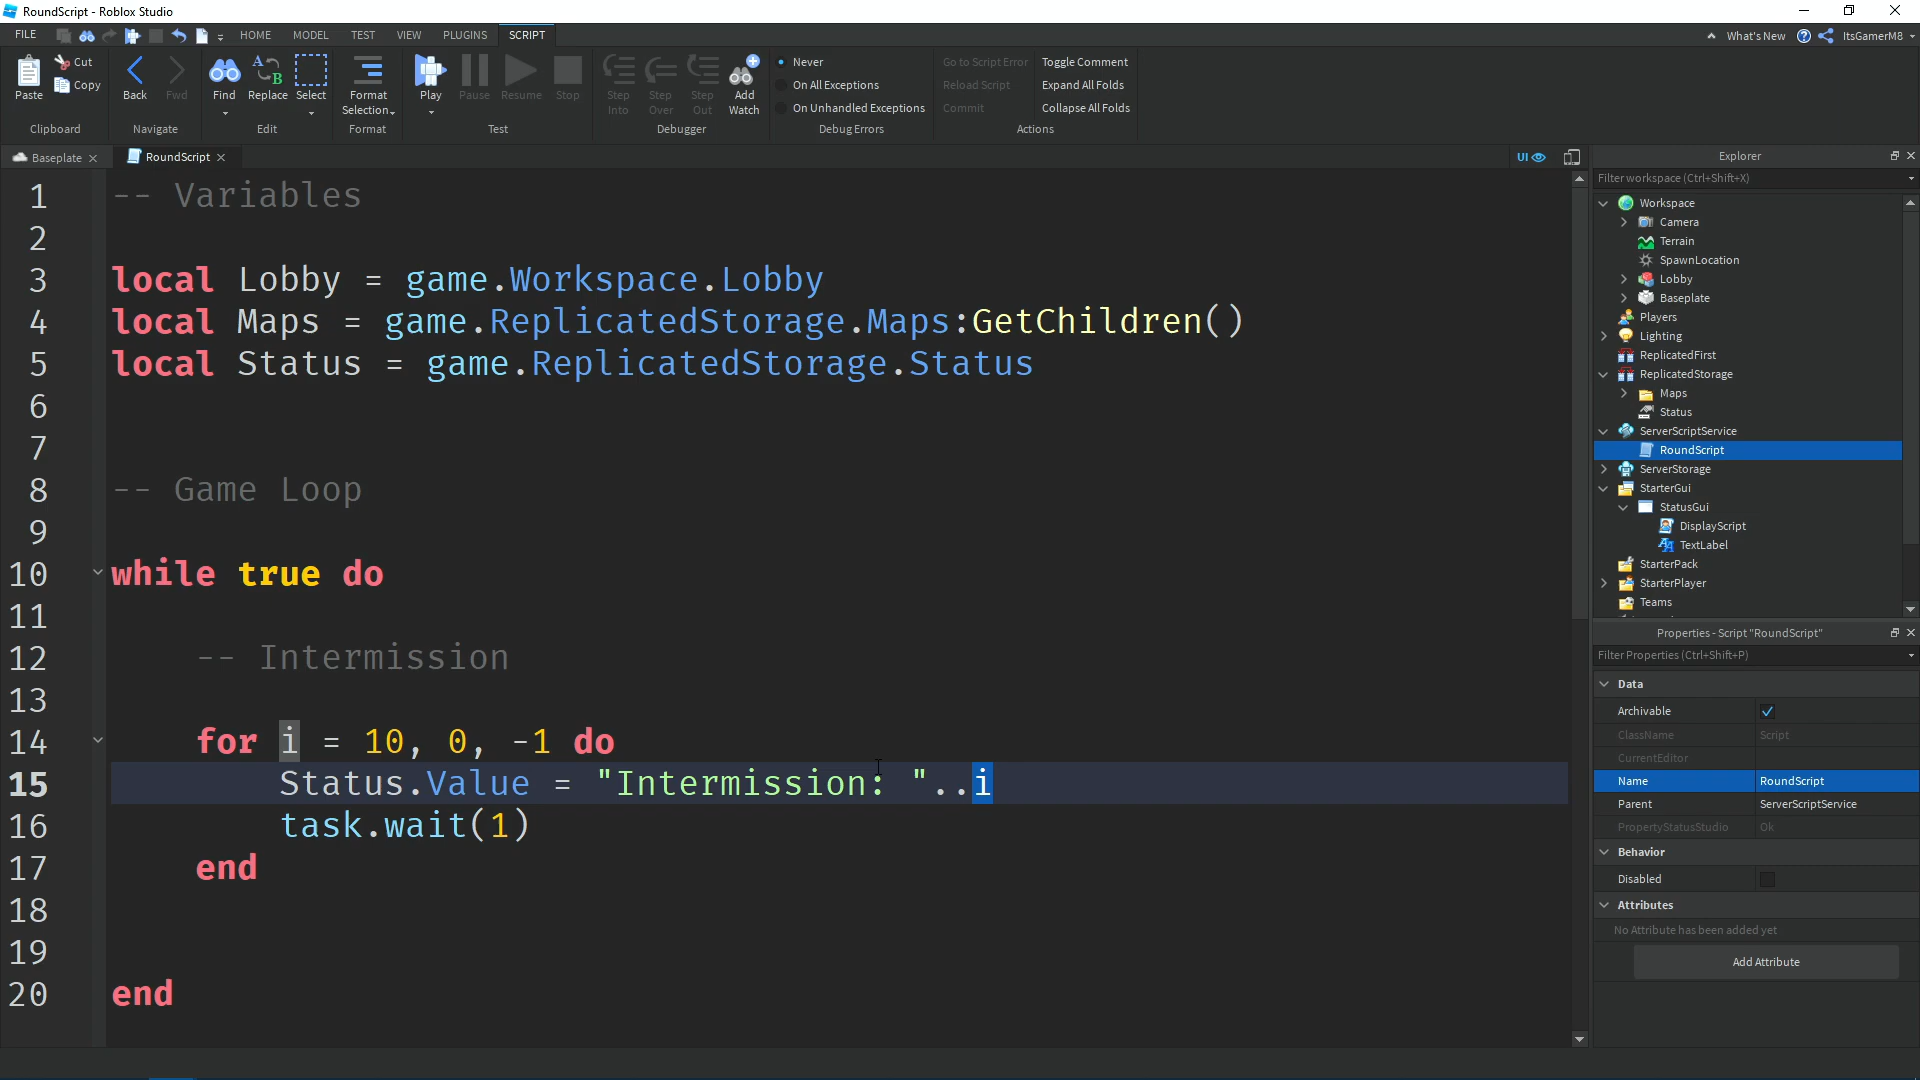 RoundScript - Roblox Studio
FILE HOME MODEL TEST VIEW PLUGINS SCRIPT What's New ItsGamerM8
Paste Cut Copy Back Fwd Find Replace Select Format Selection Play Pause Resume Stop Step Into Step Over Step Out Add Watch
Never
On All Exceptions
On Unhandled Exceptions
Go to Script Error
Reload Script
Commit
Toggle Comment
Expand All Folds
Collapse All Folds
Clipboard Navigate Edit Format Test Debugger Debug Errors Actions
Baseplate RoundScript UI
1 -- Variables
2
3 local Lobby = game.Workspace.Lobby
4 local Maps = game.ReplicatedStorage.Maps:GetChildren()
5 local Status = game.ReplicatedStorage.Status
6
7
8 -- Game Loop
9
10 while true do
11
12 -- Intermission
13
14 for i = 10, 0, -1 do
15 Status.Value = "Intermission: "..i
16 task.wait(1)
17 end
18
19
20 end
Explorer
Filter workspace (Ctrl+Shift+X)
Workspace
Camera
Terrain
SpawnLocation
Lobby
Baseplate
Players
Lighting
ReplicatedFirst
ReplicatedStorage
Maps
Status
ServerScriptService
RoundScript
ServerStorage
StarterGui
StatusGui
DisplayScript
TextLabel
StarterPack
StarterPlayer
Teams
Properties - Script "RoundScript"
Filter Properties (Ctrl+Shift+P)
Data
Archivable
ClassName Script
CurrentEditor
Name RoundScript
Parent ServerScriptService
PropertyStatusStudio Ok
Behavior
Disabled
Attributes
No Attribute has been added yet
Add Attribute